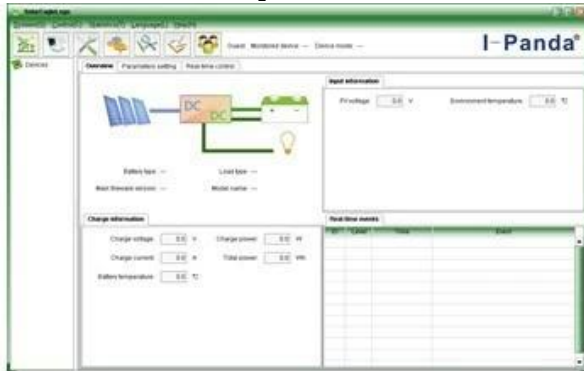 SolarEagleLogo
Guest Monitored device --- Device mode ---
I-Panda®
Devices
Overview Parameters setting Real-time control
DC
DC
Battery type ---
Load type ---
Main firmware version ---
Model name ---
Input information
PV voltage 0.0 V
Environment temperature 0.0 ℃
Charge information
Charge voltage 0.0 V
Charge power 0.0 W
Charge current 0.0 A
Total power 0.0 Wh
Battery temperature 0.0 ℃
Real-time events
ID Level Time Event